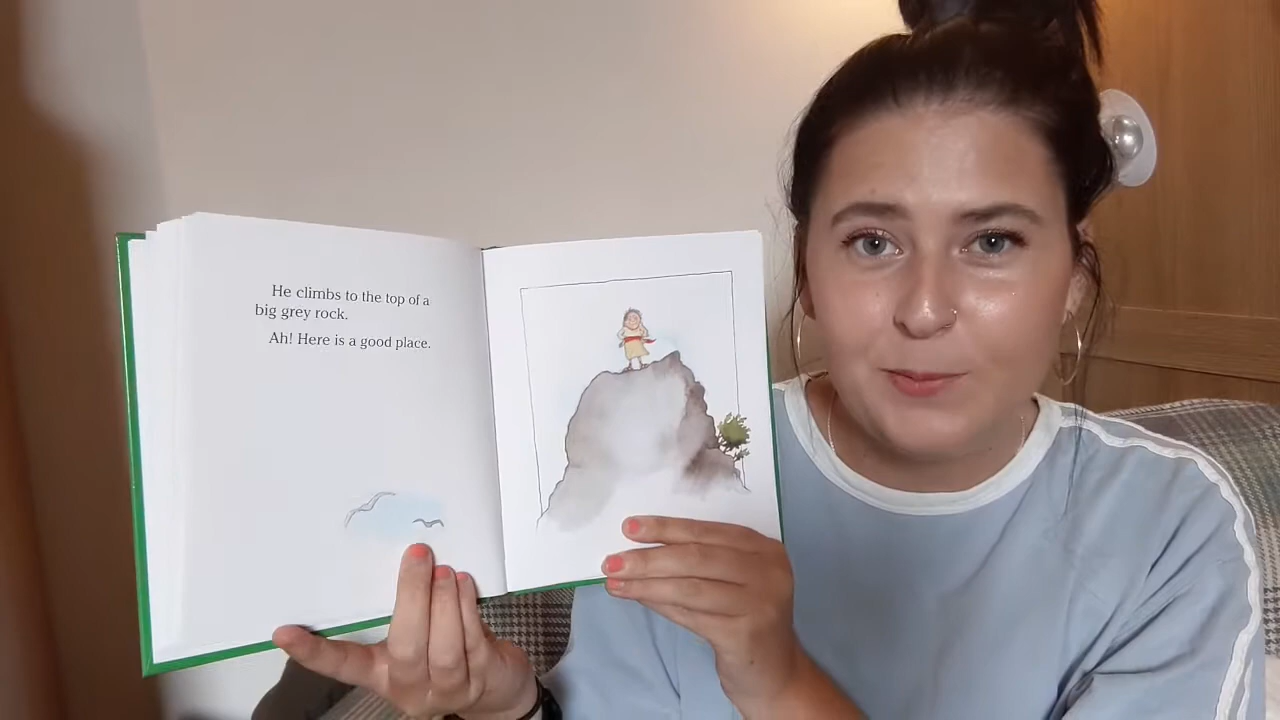 He climbs to the top of a
big grey rock.
Ah! Here is a good place.